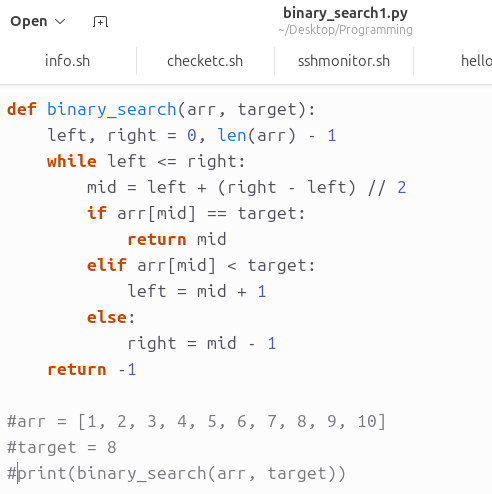 Open
binary_search1.py
~/Desktop/Programming
info.sh checketc.sh sshmonitor.sh hello
def binary_search(arr, target):
    left, right = 0, len(arr) - 1
    while left <= right:
        mid = left + (right - left) // 2
        if arr[mid] == target:
            return mid
        elif arr[mid] < target:
            left = mid + 1
        else:
            right = mid - 1
    return -1

#arr = [1, 2, 3, 4, 5, 6, 7, 8, 9, 10]
#target = 8
#print(binary_search(arr, target))